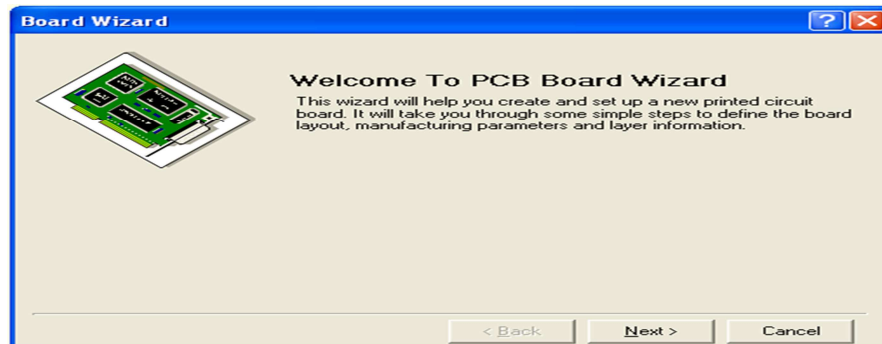 Board Wizard
Welcome To PCB Board Wizard
This wizard will help you create and set up a new printed circuit
board. It will take you through some simple steps to define the board
layout, manufacturing parameters and layer information.
< Back
Next >
Cancel